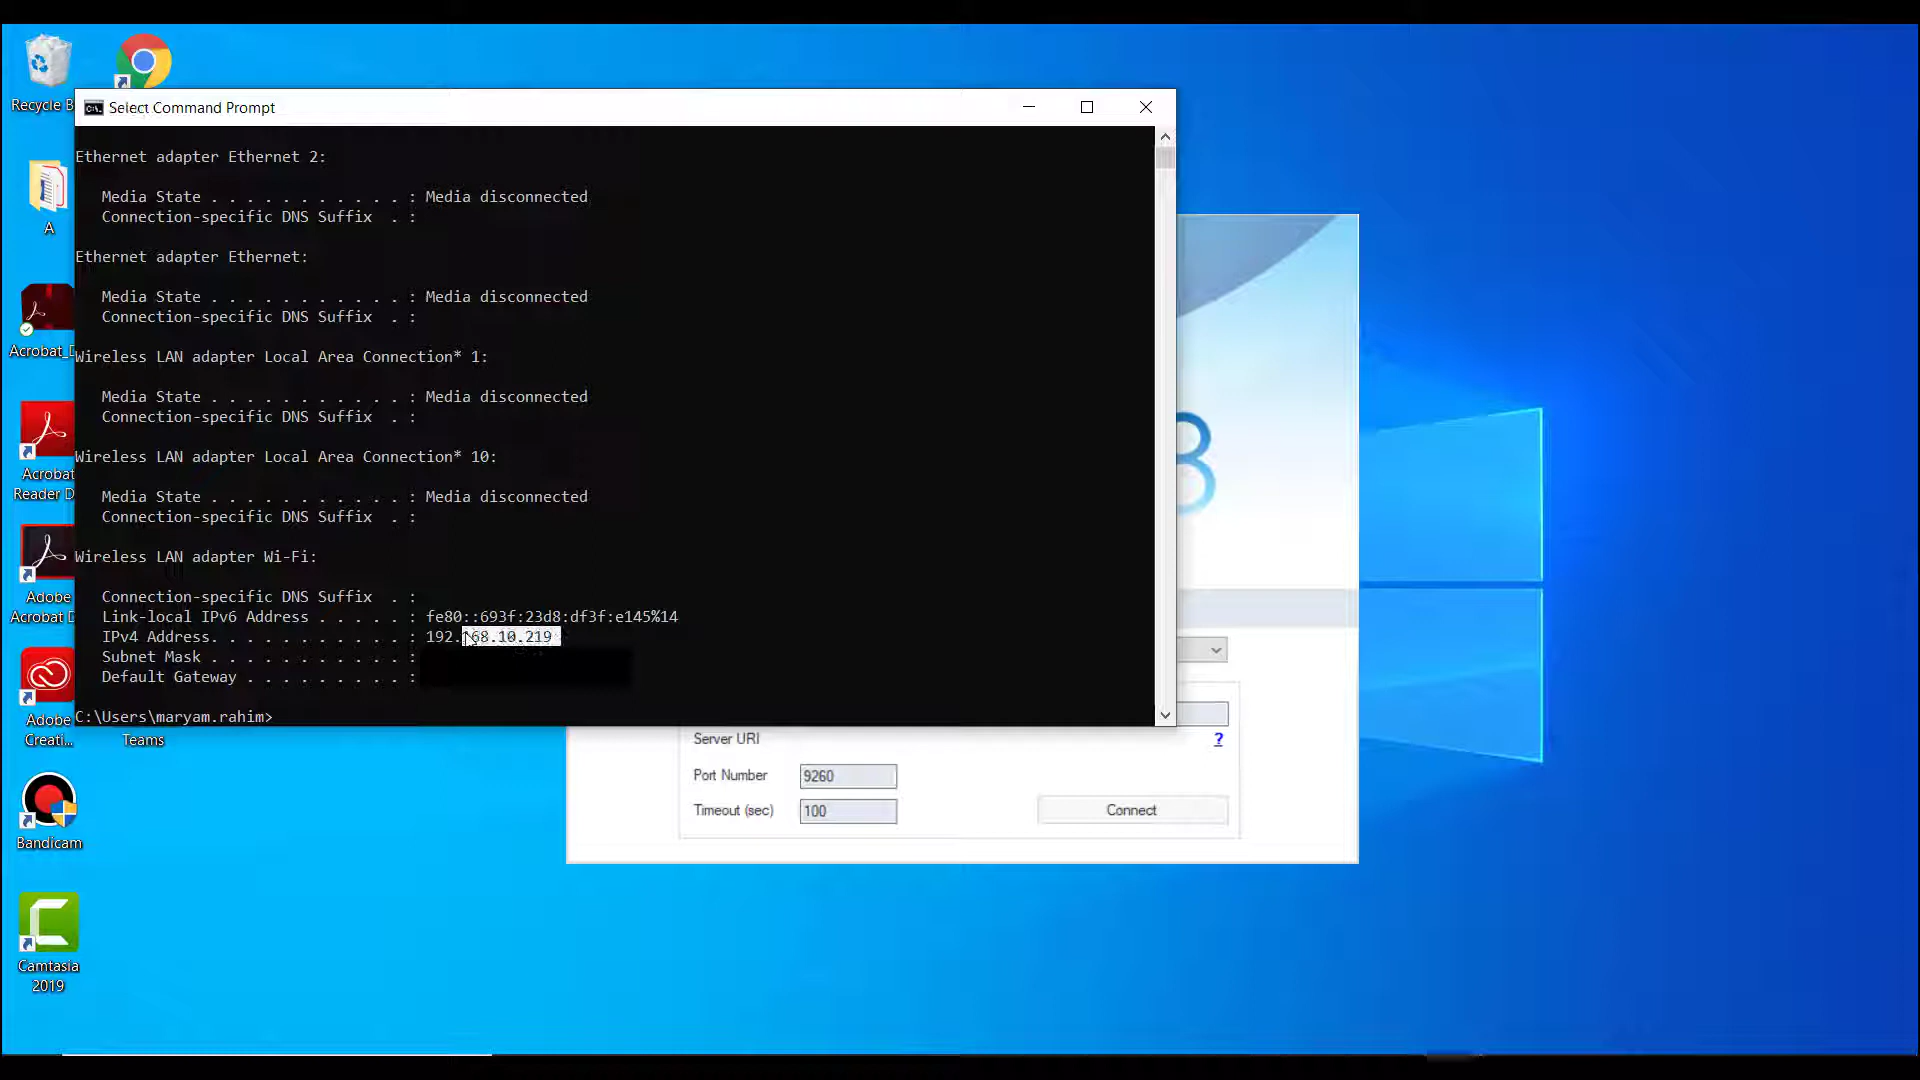 Recycle B
Select Command Prompt
Ethernet adapter Ethernet 2:
Media State . . . . . . . . . . . : Media disconnected
Connection-specific DNS Suffix . :
Ethernet adapter Ethernet:
Media State . . . . . . . . . . . : Media disconnected
Connection-specific DNS Suffix . :
Wireless LAN adapter Local Area Connection* 1:
Media State . . . . . . . . . . . : Media disconnected
Connection-specific DNS Suffix . :
Wireless LAN adapter Local Area Connection* 10:
Media State . . . . . . . . . . . : Media disconnected
Connection-specific DNS Suffix . :
Wireless LAN adapter Wi-Fi:
Connection-specific DNS Suffix . :
Link-local IPv6 Address . . . . . : fe80::693f:23d8:df3f:e145%14
IPv4 Address. . . . . . . . . . . : 192.168.10.219
Subnet Mask . . . . . . . . . . . :
Default Gateway . . . . . . . . . :
C:\Users\maryam.rahim>
A
Acrobat_D
Acrobat
Reader D
Adobe
Acrobat D
Adobe
Creati...
Teams
Bandicam
Camtasia
2019
8
Server URI
?
Port Number
9260
Timeout (sec)
100
Connect